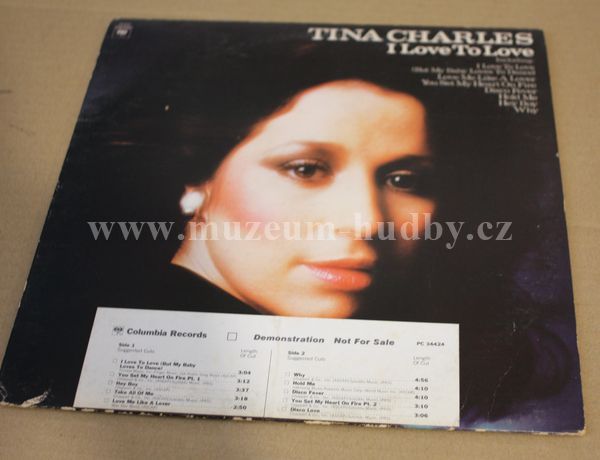 TINA CHARLES
I Love To Love
Including:
I Love To Love
(But My Baby Loves To Dance)
Love Me Like A Lover
You Set My Heart On Fire
Disco Fever
Hold Me
Hey Boy
Why
www.muzeum-hudby.cz
Columbia Records
Demonstration Not For Sale
PC 34424
Side 1
Suggested Cuts
Length
Of Cut
I Love To Love (But My Baby
Loves To Dance)
3:04
You Set My Heart On Fire Pt. 1
3:12
Hey Boy
3:37
Take All Of Me
3:18
Love Me Like A Lover
2:50
Side 2
Suggested Cuts
Length
Of Cut
Why
4:56
Hold Me
4:10
Disco Fever
4:10
You Set My Heart On Fire Pt. 2
3:10
Disco Love
3:06